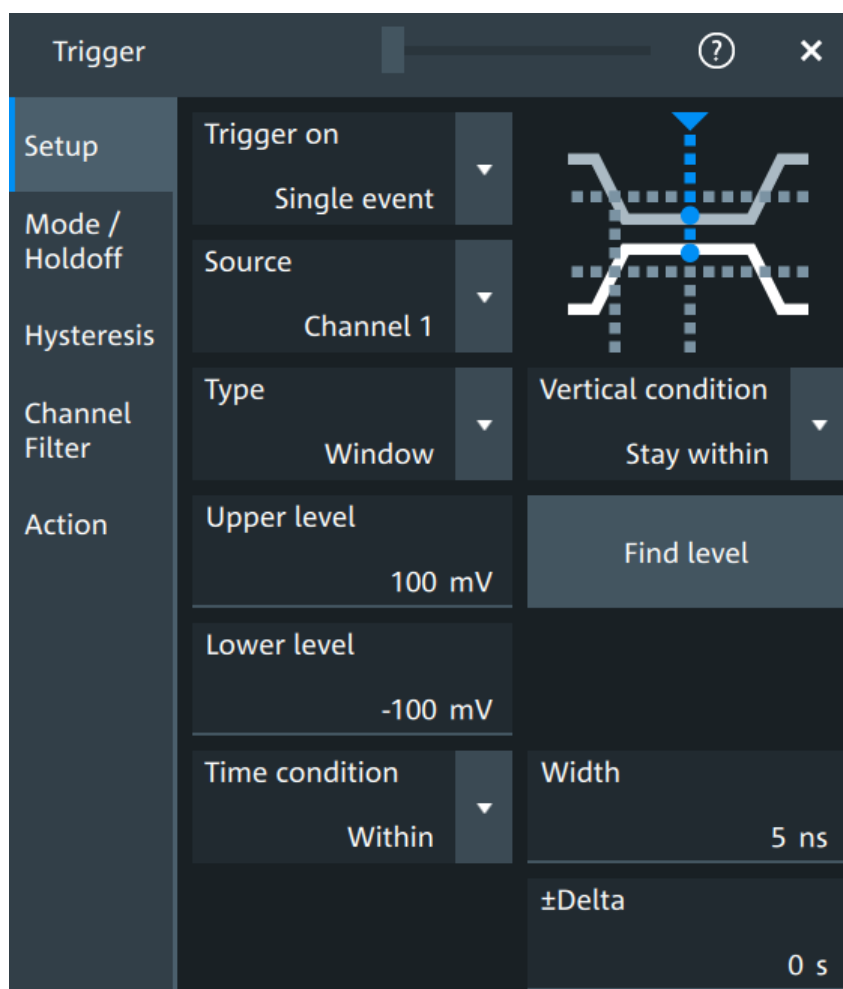 Trigger
?
Setup
Mode /
Holdoff
Hysteresis
Channel
Filter
Action
Trigger on
Single event
Source
Channel 1
Type
Window
Vertical condition
Stay within
Upper level
100 mV
Find level
Lower level
-100 mV
Time condition
Within
Width
5 ns
±Delta
0 s